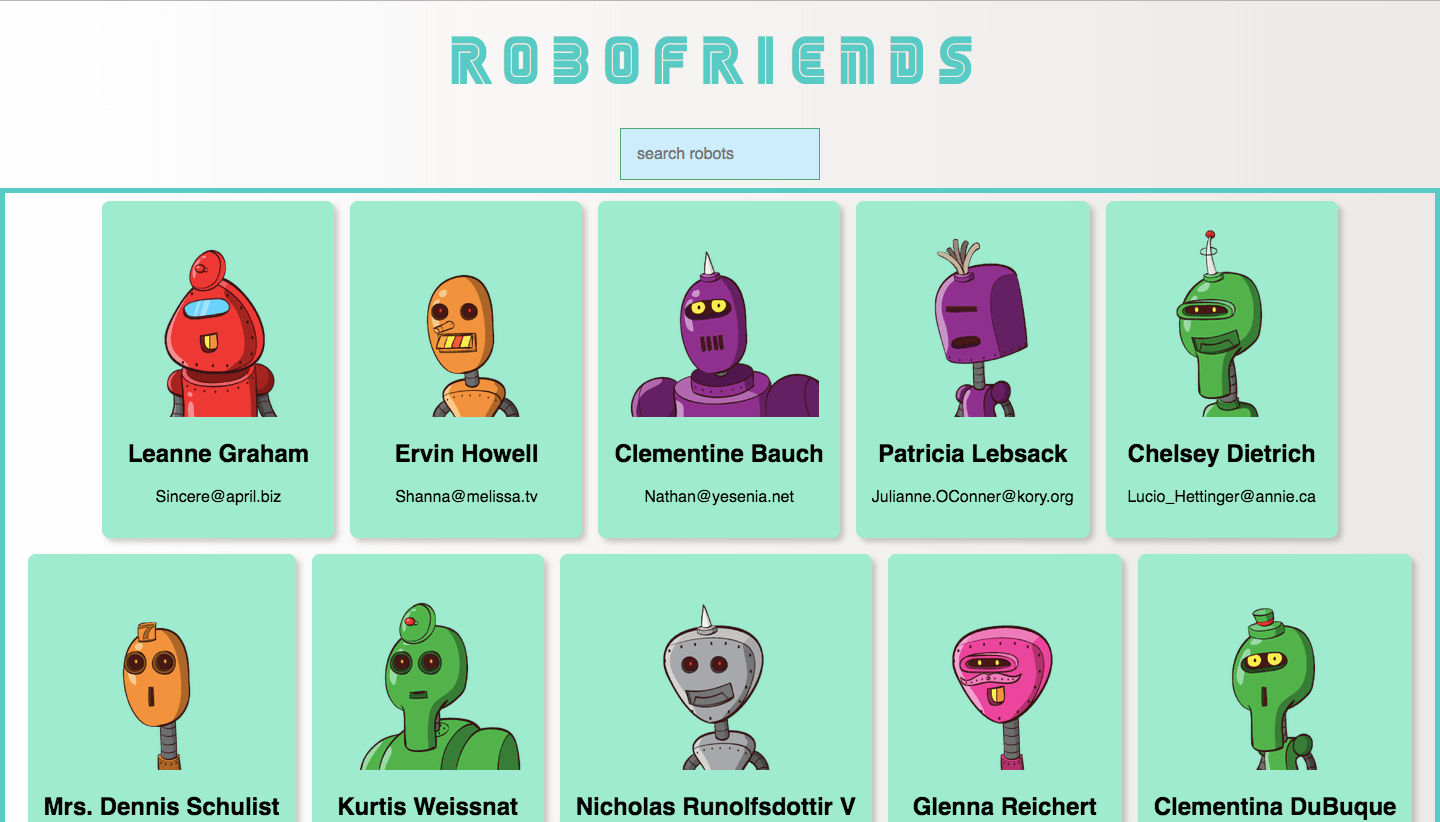 ROBOFRIENDS
search robots
Leanne Graham
Sincere@april.biz
Ervin Howell
Shanna@melissa.tv
Clementine Bauch
Nathan@yesenia.net
Patricia Lebsack
Julianne.OConner@kory.org
Chelsey Dietrich
Lucio_Hettinger@annie.ca
7
Mrs. Dennis Schulist
Kurtis Weissnat
Nicholas Runolfsdottir V
Glenna Reichert
Clementina DuBuque